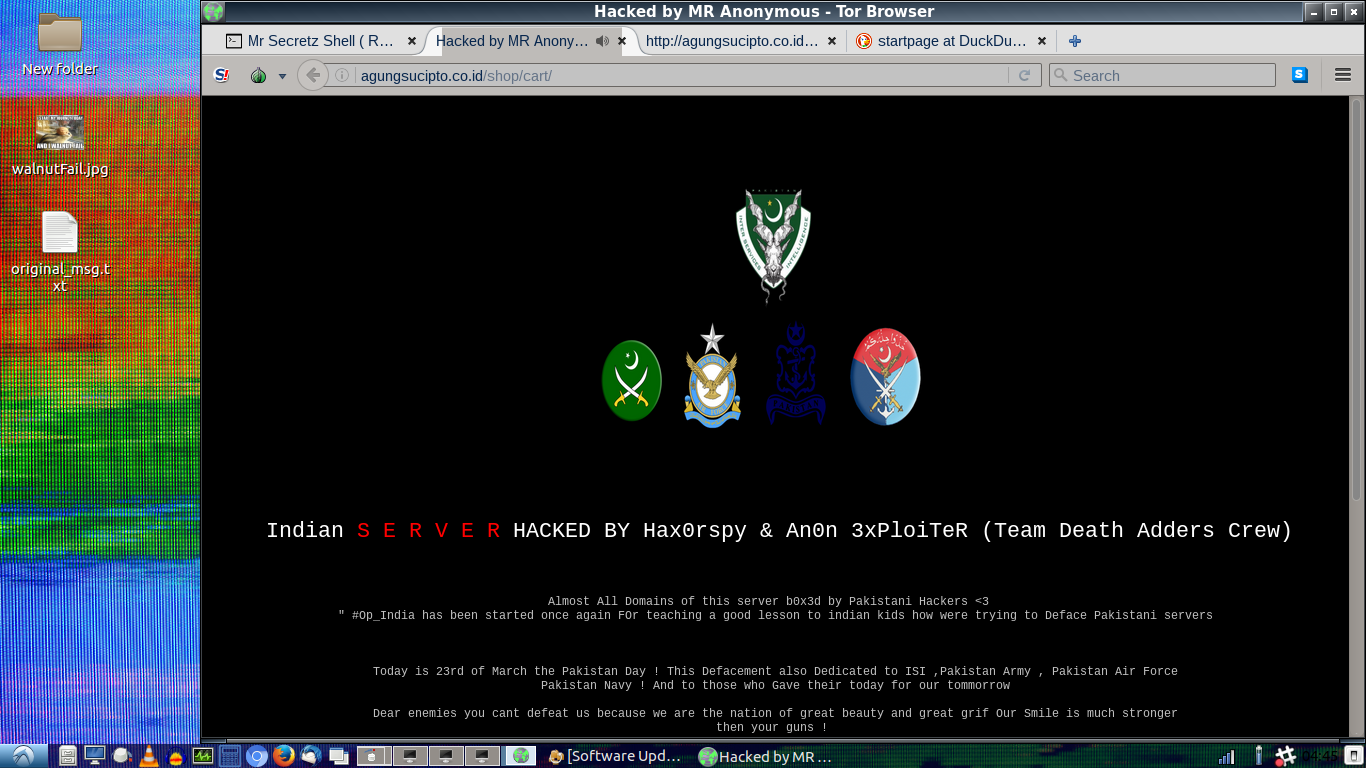 Hacked by MR Anonymous - Tor Browser
Mr Secretz Shell ( R…
Hacked by MR Anony…
http://agungsucipto.co.id…
startpage at DuckDu…
S!
agungsucipto.co.id/shop/cart/
Search
S
New folder
walnutFail.jpg
original_msg.t
xt
INTER SERVICES
INTELLIGENCE
Indian S E R V E R HACKED BY Hax0rspy & An0n 3xPloiTeR (Team Death Adders Crew)
Almost All Domains of this server b0x3d by Pakistani Hackers <3
" #Op_India has been started once again FOr teaching a good lesson to indian kids how were trying to Deface Pakistani servers
Today is 23rd of March the Pakistan Day ! This Defacement also Dedicated to ISI ,Pakistan Army , Pakistan Air Force
Pakistan Navy ! And to those who Gave their today for our tommorrow
Dear enemies you cant defeat us because we are the nation of great beauty and great grif Our Smile is much stronger
then your guns !
[Software Upd…
Hacked by MR …
04:45